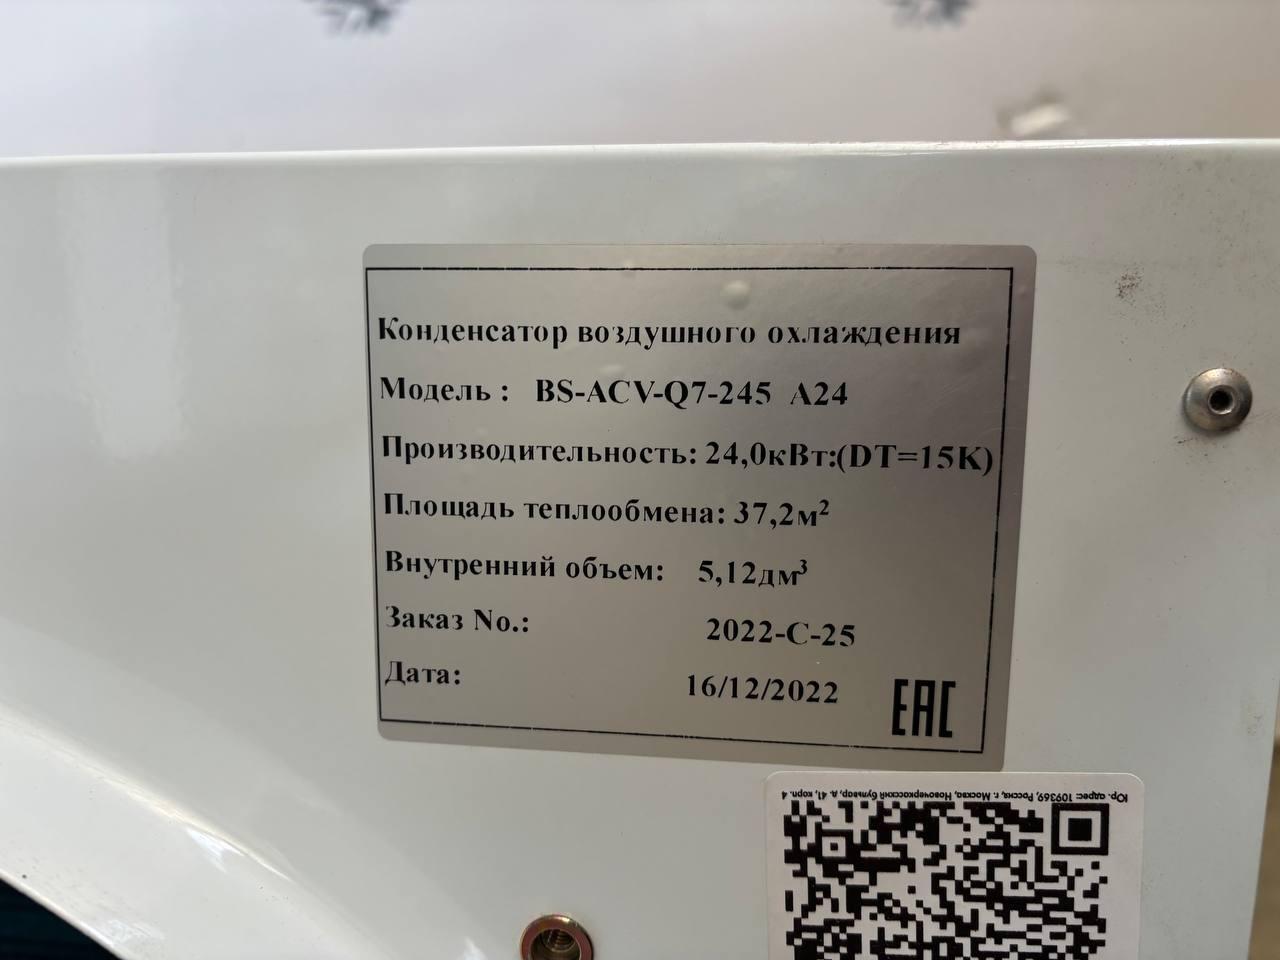 Конденсатор воздушного охлаждения
Модель : BS-ACV-Q7-245 A24
Производительность: 24,0кВт:(DT=15K)
Площадь теплообмена: 37,2м²
Внутренний объем: 5,12дм³
Заказ No.: 2022-C-25
Дата: 16/12/2022
EAC
Юр. адрес: 109369, Россия, г. Москва, Новочеркасский бульвар, д. 41, корп. 4